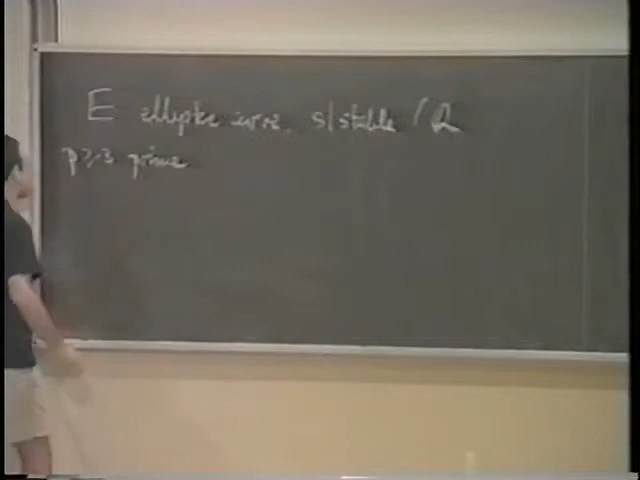 E elliptic curve, s/stable / Q
p ≥ 3 prime